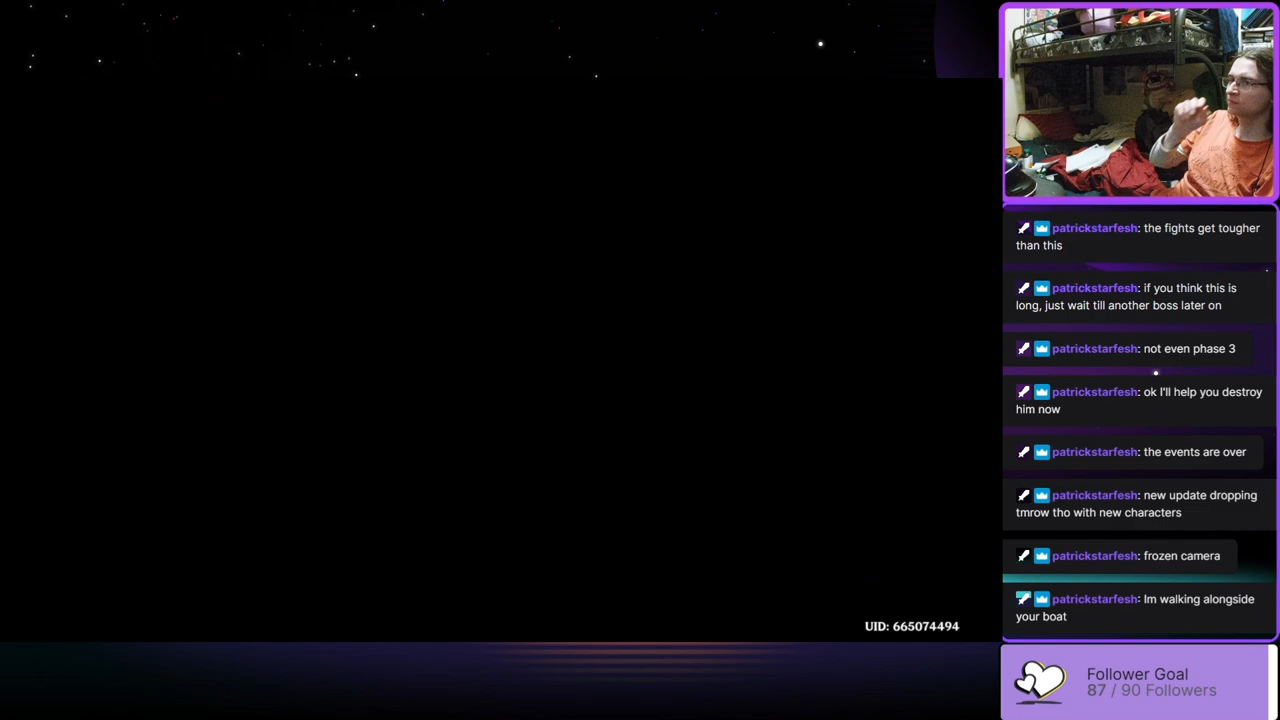 patrickstarfesh: the fights get tougher
than this
patrickstarfesh: if you think this is
long, just wait till another boss later on
patrickstarfesh: not even phase 3
patrickstarfesh: ok I'll help you destroy
him now
patrickstarfesh: the events are over
patrickstarfesh: new update dropping
tmrow tho with new characters
patrickstarfesh: frozen camera
patrickstarfesh: Im walking alongside
your boat
UID: 665074494
Follower Goal
87 / 90 Followers